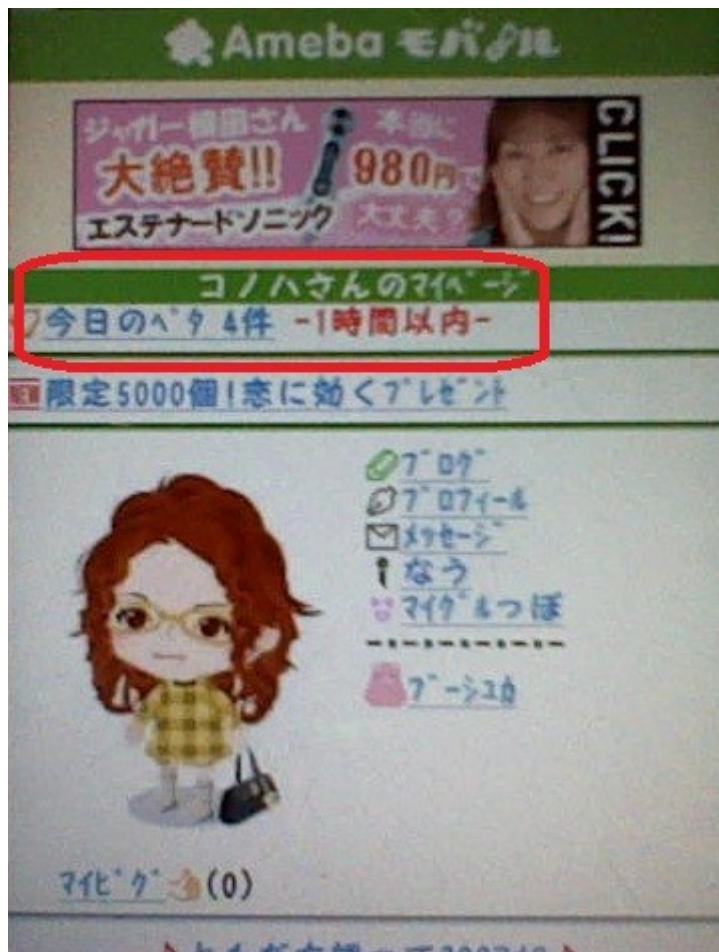 Ameba モバイル
ジャガー横田さん 本当に
大絶賛!! 980円で
エステナードソニック 大丈夫?
CLICK!
コノハさんのマイページ
今日のペタ 4件 -1時間以内-
NEW 限定5000個!恋に効くプレゼント
ブログ
プロフィール
メッセージ
なう
マイグルっぽ
プーシュカ
マイピグ (0)